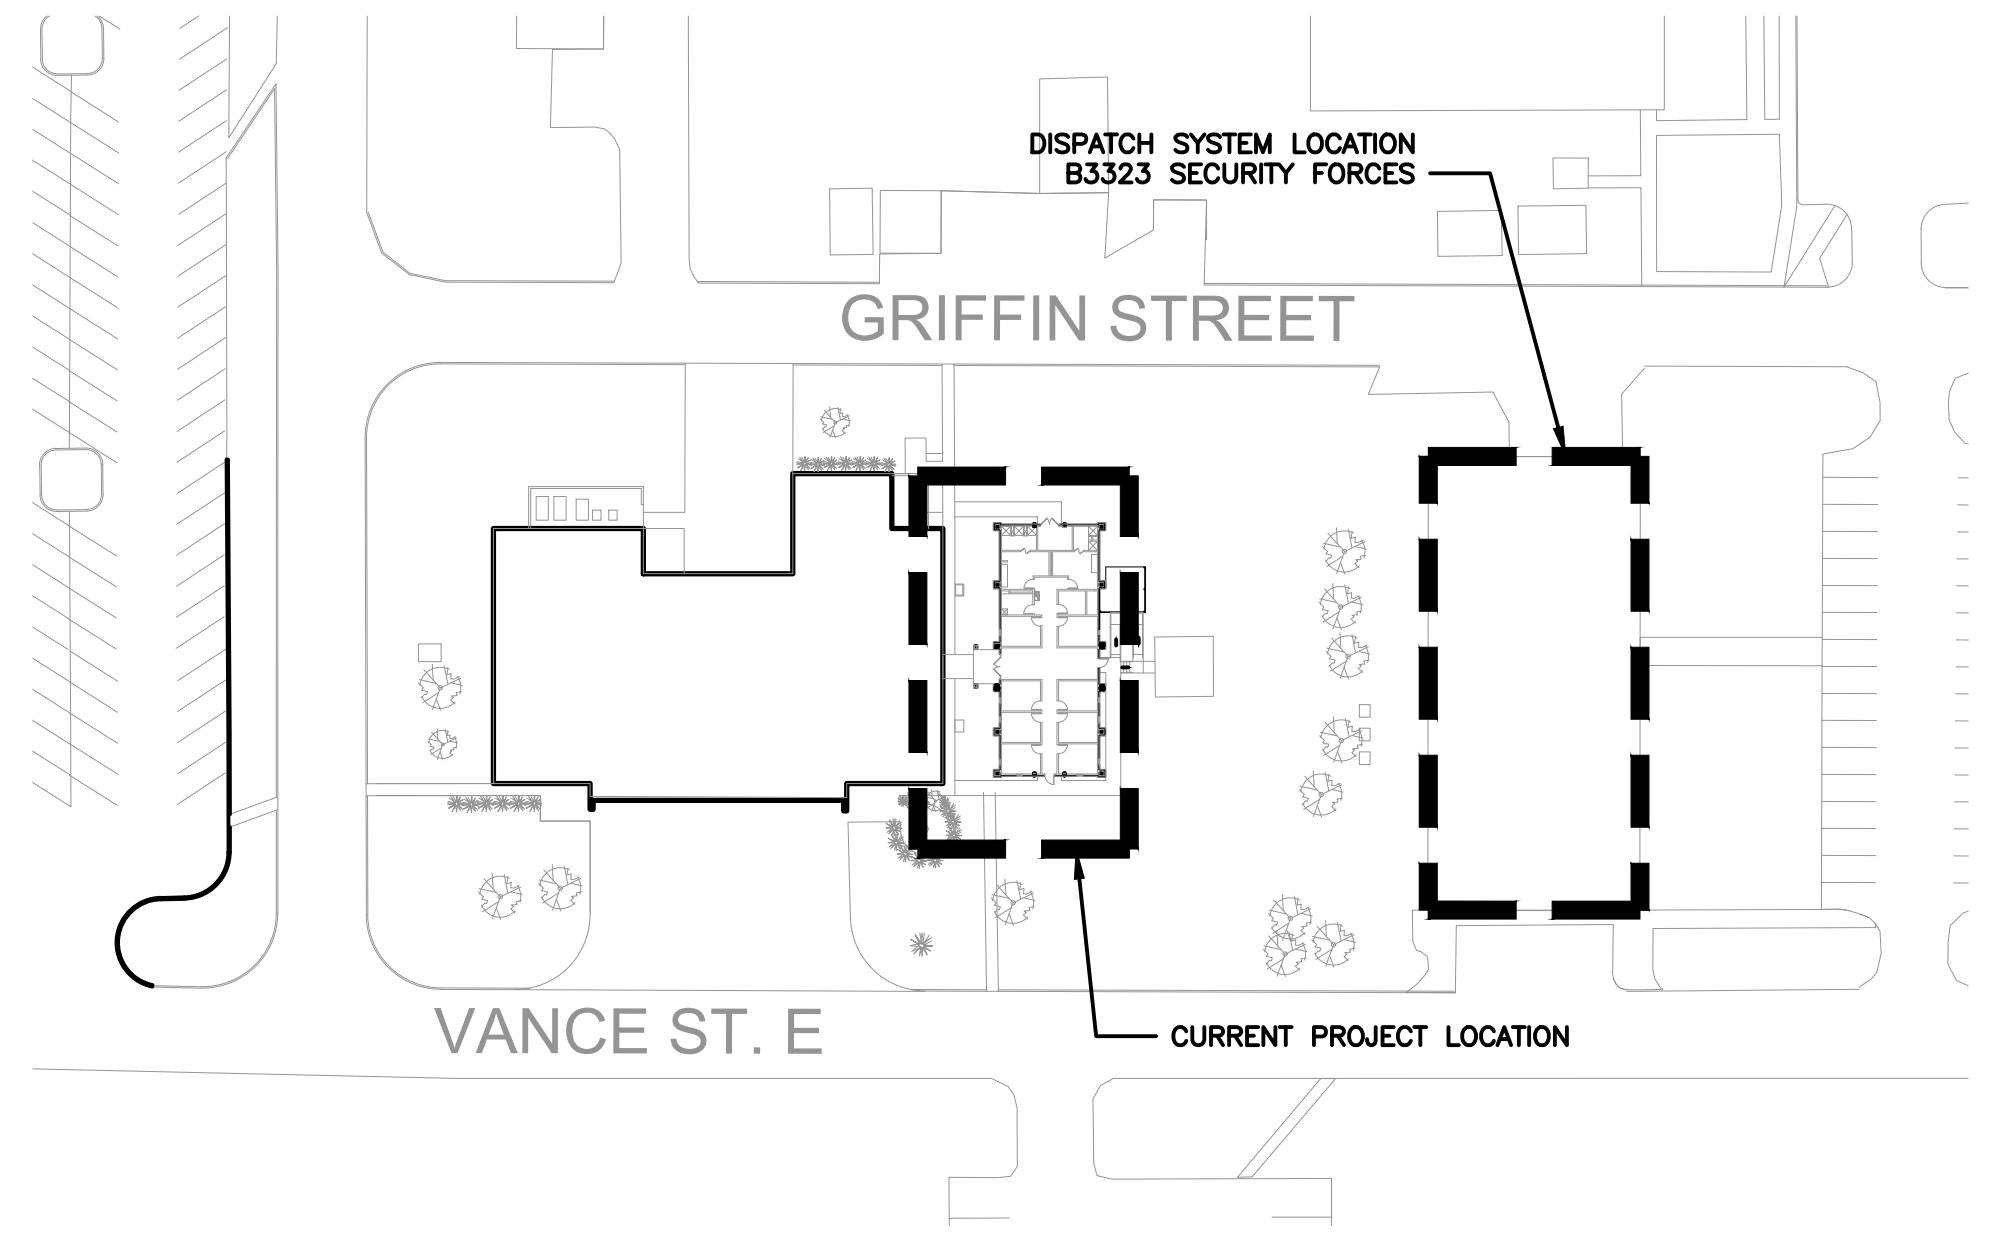 DISPATCH SYSTEM LOCATION
B3323 SECURITY FORCES
GRIFFIN STREET
VANCE ST. E
CURRENT PROJECT LOCATION